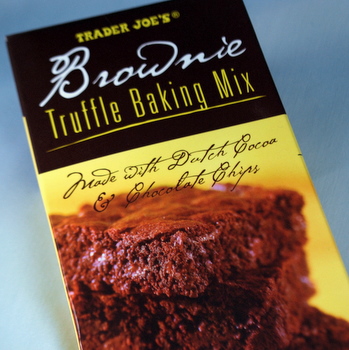 TRADER JOE'S®
Brownie
Truffle Baking Mix
Made with Dutch Cocoa
& Chocolate Chips